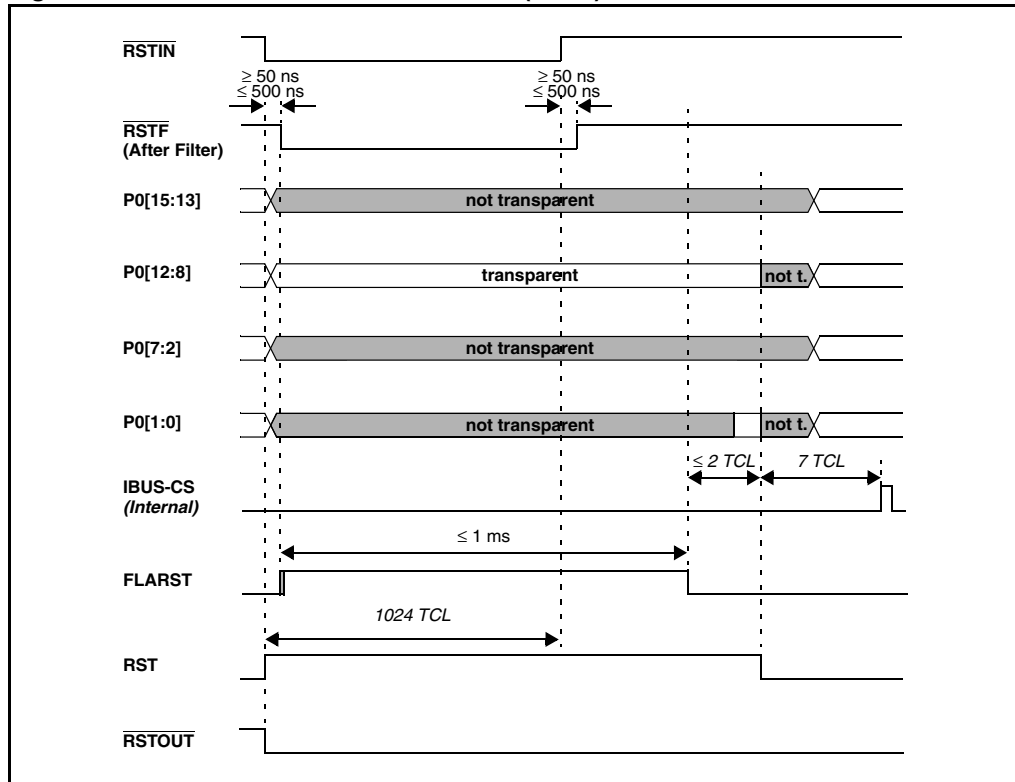 RSTIN
≥ 50 ns ≥ 50 ns
≤ 500 ns ≤ 500 ns
RSTF
(After Filter)
P0[15:13] not transparent
P0[12:8] transparent not t.
P0[7:2] not transparent
P0[1:0] not transparent not t.
≤ 2 TCL 7 TCL
IBUS-CS
(Internal)
≤ 1 ms
FLARST
1024 TCL
RST
RSTOUT